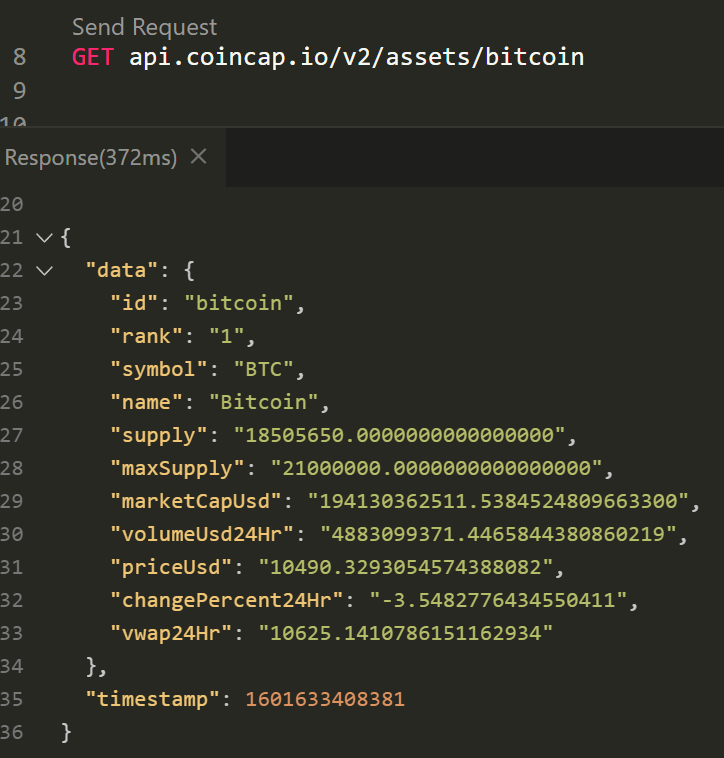 Send Request
8 GET api.coincap.io/v2/assets/bitcoin
9
10
Response(372ms)
20
21 {
22 "data": {
23 "id": "bitcoin",
24 "rank": "1",
25 "symbol": "BTC",
26 "name": "Bitcoin",
27 "supply": "18505650.0000000000000000",
28 "maxSupply": "21000000.0000000000000000",
29 "marketCapUsd": "194130362511.5384524809663300",
30 "volumeUsd24Hr": "4883099371.4465844380860219",
31 "priceUsd": "10490.3293054574388082",
32 "changePercent24Hr": "-3.5482776434550411",
33 "vwap24Hr": "10625.1410786151162934"
34 },
35 "timestamp": 1601633408381
36 }